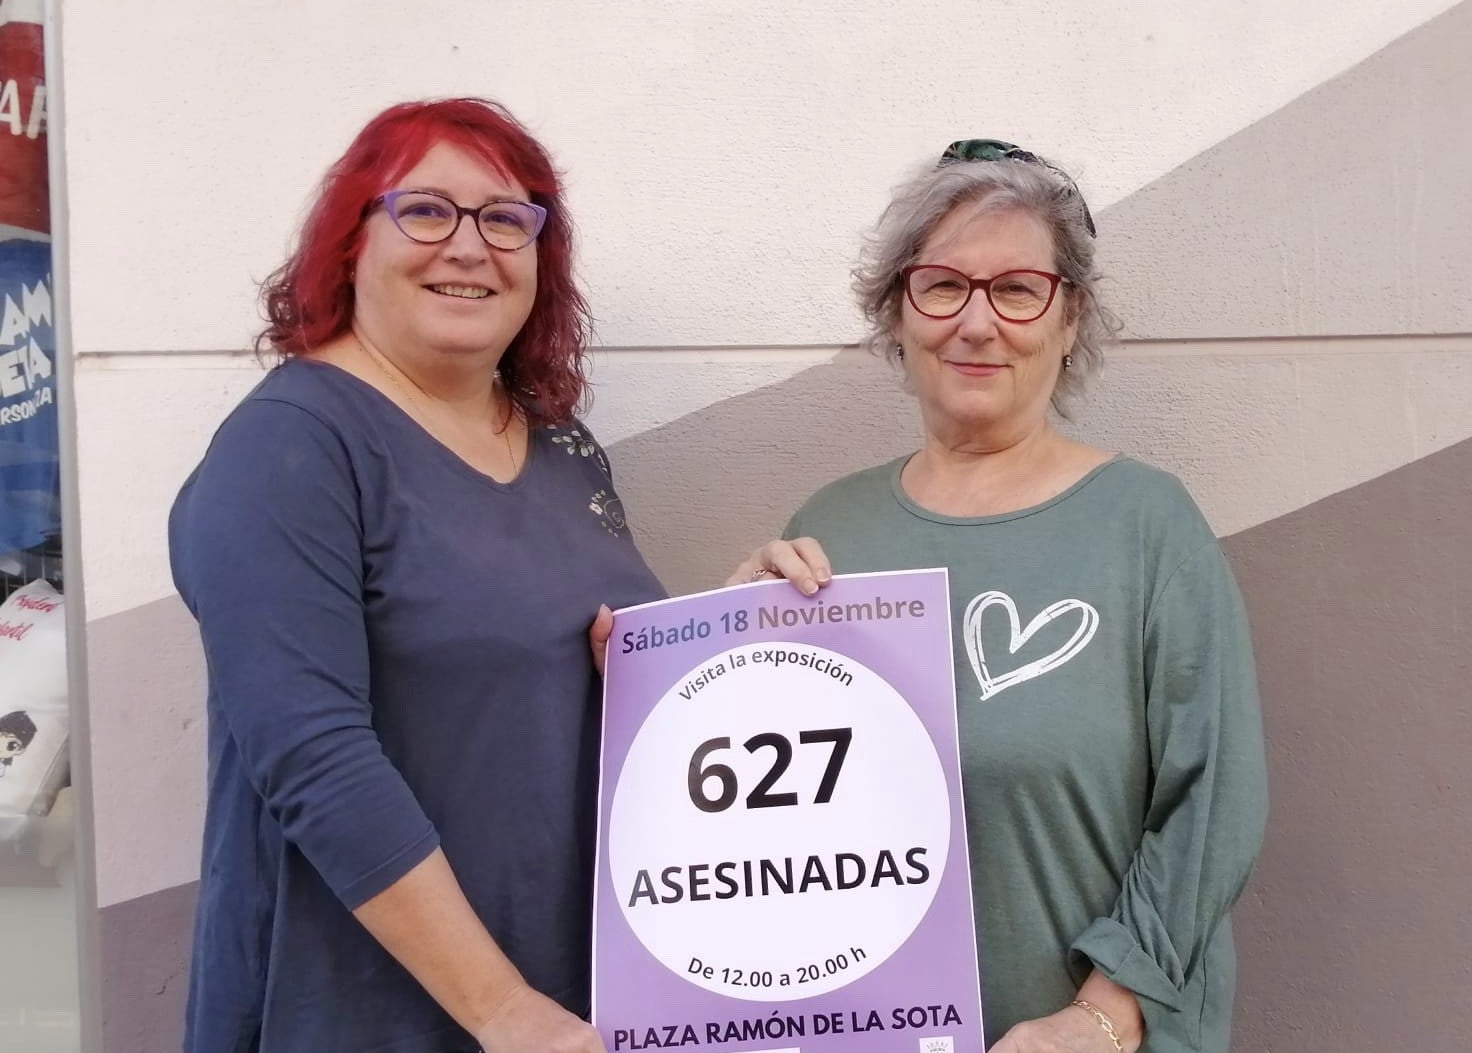 Sábado 18 Noviembre
Visita la exposición
627
ASESINADAS
De 12.00 a 20.00 h
PLAZA RAMÓN DE LA SOTA